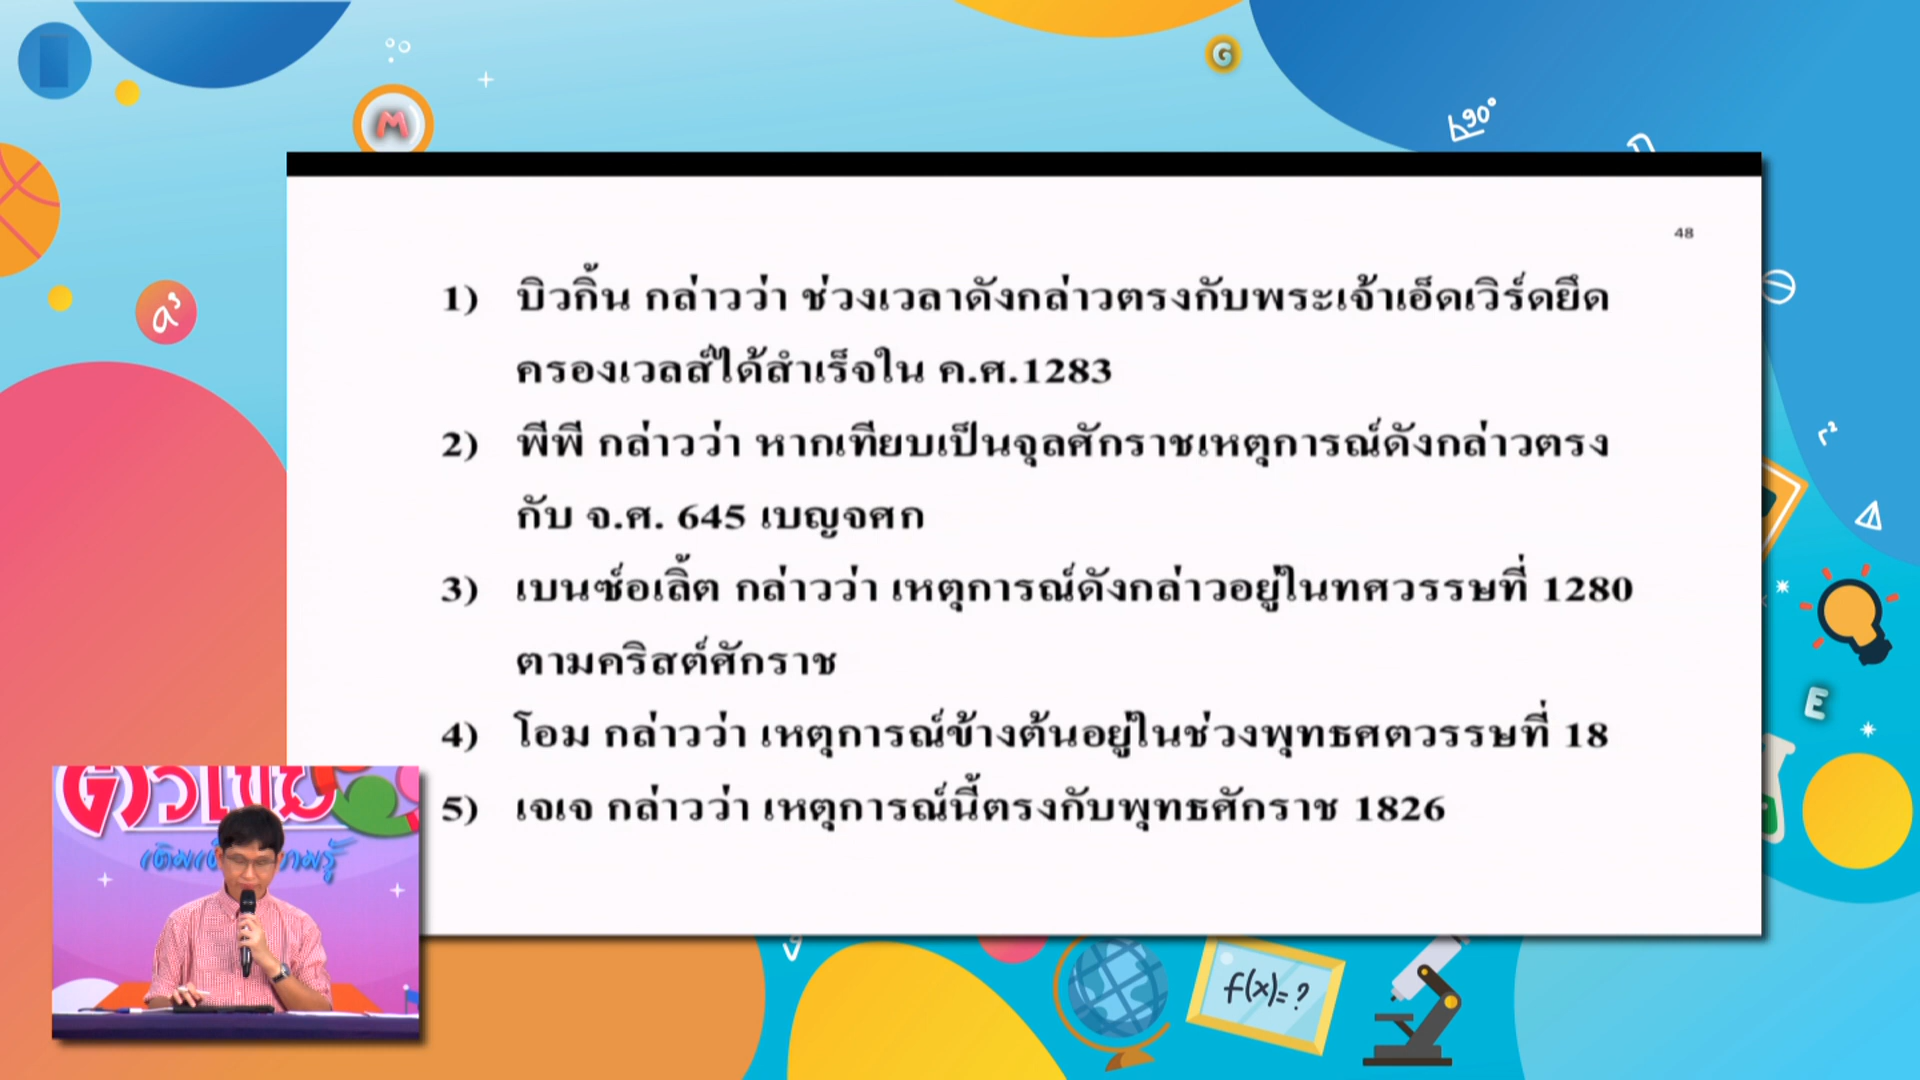 G
M
90°
a³
48
1) บิวกิ้น กล่าวว่า ช่วงเวลาดังกล่าวตรงกับพระเจ้าเอ็ดเวิร์ดยึด
ครองเวลส์ได้สำเร็จใน ค.ศ.1283
2) พีพี กล่าวว่า หากเทียบเป็นจุลศักราชเหตุการณ์ดังกล่าวตรง
กับ จ.ศ. 645 เบญจศก
r²
3) เบนซ์อเลิ้ต กล่าวว่า เหตุการณ์ดังกล่าวอยู่ในทศวรรษที่ 1280
ตามคริสต์ศักราช
E
4) โอม กล่าวว่า เหตุการณ์ข้างต้นอยู่ในช่วงพุทธศตวรรษที่ 18
5) เจเจ กล่าวว่า เหตุการณ์นี้ตรงกับพุทธศักราช 1826
f(x)=?